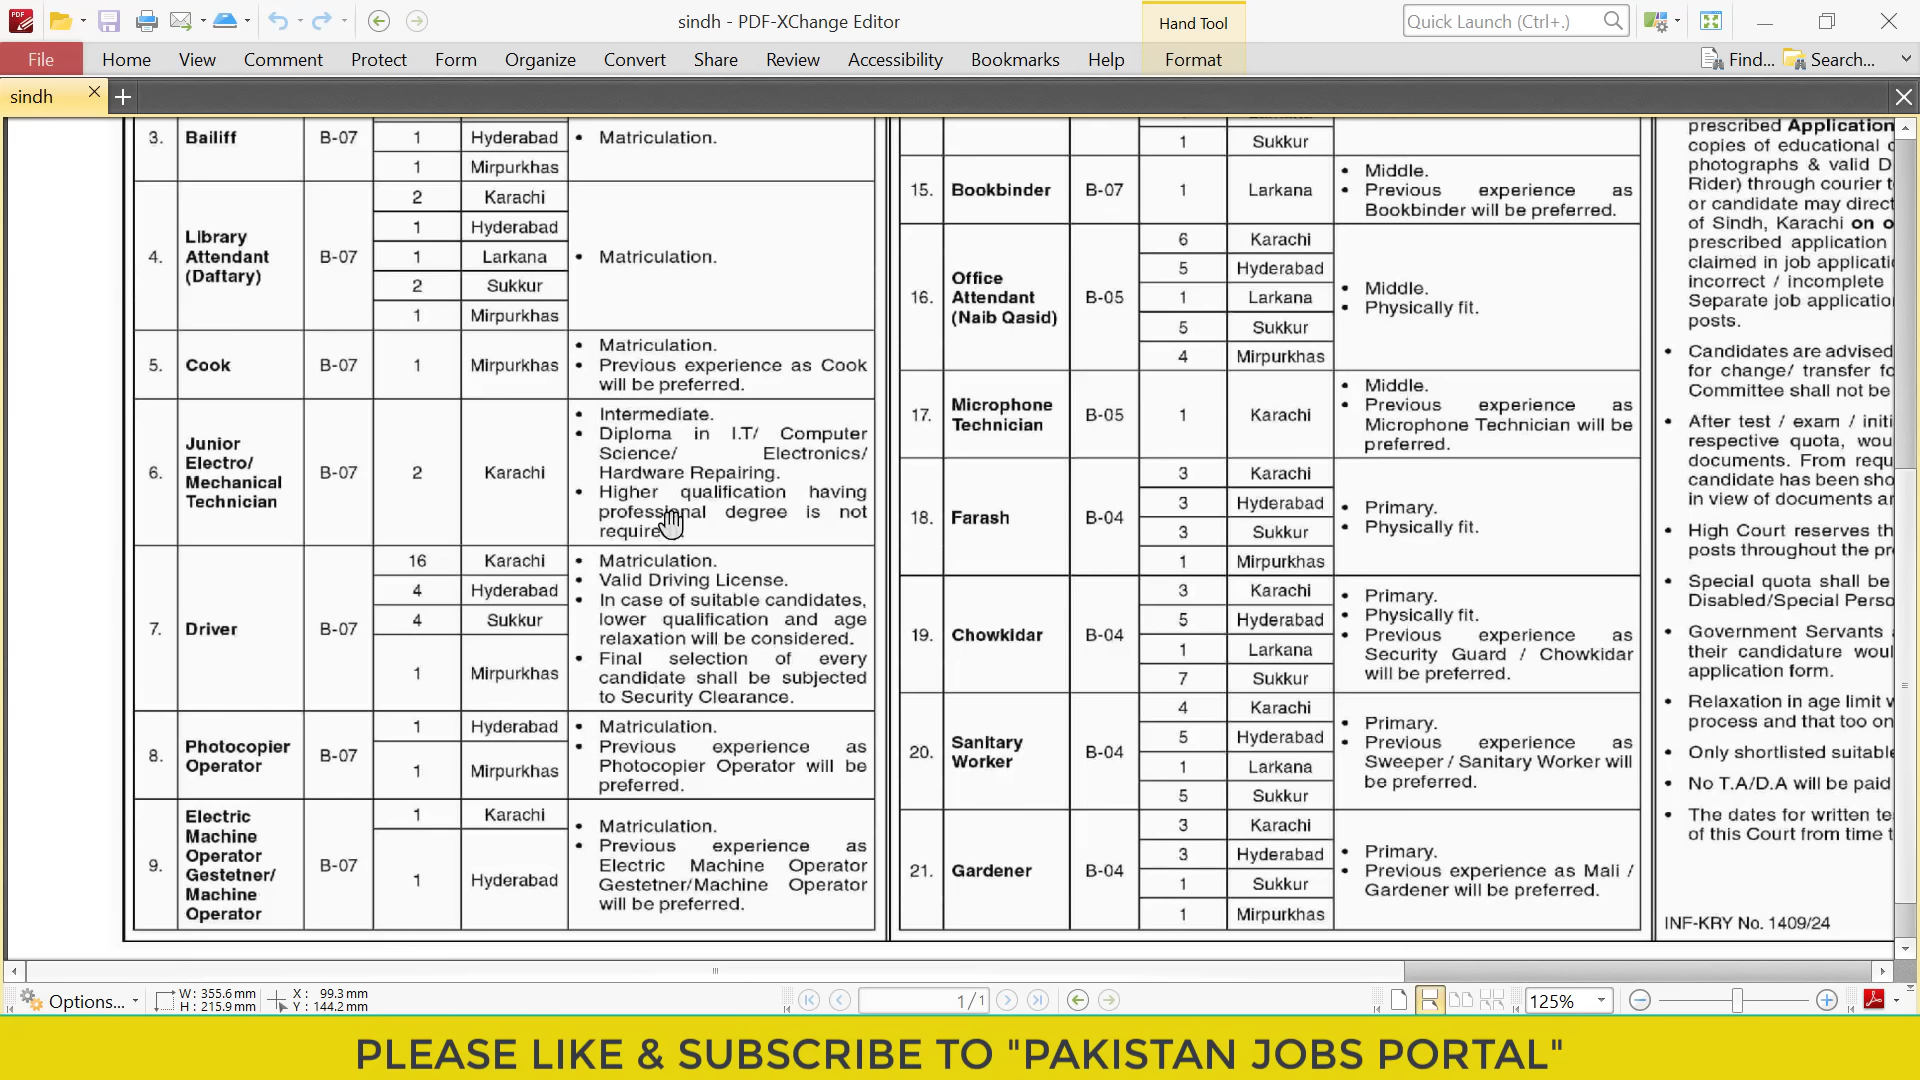 sindh - PDF-XChange Editor
Hand Tool
Quick Launch (Ctrl+.)
File Home View Comment Protect Form Organize Convert Share Review Accessibility Bookmarks Help Format Find... Search...
sindh
3. Bailiff B-07
1 Hyderabad
1 Mirpurkhas
• Matriculation.
4. Library
Attendant
(Daftary)
B-07
2 Karachi
1 Hyderabad
1 Larkana
2 Sukkur
1 Mirpurkhas
• Matriculation.
5. Cook B-07 1 Mirpurkhas
• Matriculation.
• Previous experience as Cook
will be preferred.
6. Junior
Electro/
Mechanical
Technician
B-07 2 Karachi
• Intermediate.
• Diploma in I.T/ Computer
Science/ Electronics/
Hardware Repairing.
• Higher qualification having
professional degree is not
7. Driver B-07
16 Karachi
4 Hyderabad
4 Sukkur
1 Mirpurkhas
• Matriculation.
• Valid Driving License.
• In case of suitable candidates,
lower qualification and age
relaxation will be considered.
• Final selection of every
candidate shall be subjected
to Security Clearance.
8. Photocopier
Operator
B-07
1 Hyderabad
1 Mirpurkhas
• Matriculation.
• Previous experience as
Photocopier Operator will be
preferred.
9. Electric
Machine
Operator
Gestetner/
Machine
Operator
B-07
1 Karachi
1 Hyderabad
• Matriculation.
• Previous experience as
Electric Machine Operator
Gestetner/Machine Operator
will be preferred.
1 Sukkur
15. Bookbinder B-07 1 Larkana
• Middle.
• Previous experience as
Bookbinder will be preferred.
16. Office
Attendant
(Naib Qasid)
B-05
6 Karachi
5 Hyderabad
1 Larkana
5 Sukkur
4 Mirpurkhas
• Middle.
• Physically fit.
17. Microphone
Technician
B-05 1 Karachi
• Middle.
• Previous experience as
Microphone Technician will be
preferred.
18. Farash B-04
3 Karachi
3 Hyderabad
3 Sukkur
1 Mirpurkhas
• Primary.
• Physically fit.
19. Chowkidar B-04
3 Karachi
5 Hyderabad
1 Larkana
7 Sukkur
• Primary.
• Physically fit.
• Previous experience as
Security Guard / Chowkidar
will be preferred.
20. Sanitary
Worker
B-04
4 Karachi
5 Hyderabad
1 Larkana
5 Sukkur
• Primary.
• Previous experience as
Sweeper / Sanitary Worker will
be preferred.
21. Gardener B-04
3 Karachi
3 Hyderabad
1 Sukkur
1 Mirpurkhas
• Primary.
• Previous experience as Mali /
Gardener will be preferred.
prescribed Application
copies of educational
photographs & valid
Rider) through courier
or candidate may direct
of Sindh, Karachi on
prescribed application
claimed in job
incorrect / incomplete
Separate job
posts.
• Candidates are advised
for change/ transfer
Committee shall not be
• After test / exam /
respective quota,
documents. From
candidate has been
in view of documents
• High Court reserves
posts throughout the
• Special quota shall be
Disabled/Special
• Government Servants
their candidature
application form.
• Relaxation in age limit
process and that too
• Only shortlisted
• No T.A/D.A will be paid
• The dates for written
of this Court from time
INF-KRY No. 1409/24
Options... W: 355.6 mm X: 99.3 mm
H: 215.9 mm Y: 144.2 mm
1 / 1
125%
PLEASE LIKE & SUBSCRIBE TO "PAKISTAN JOBS PORTAL"